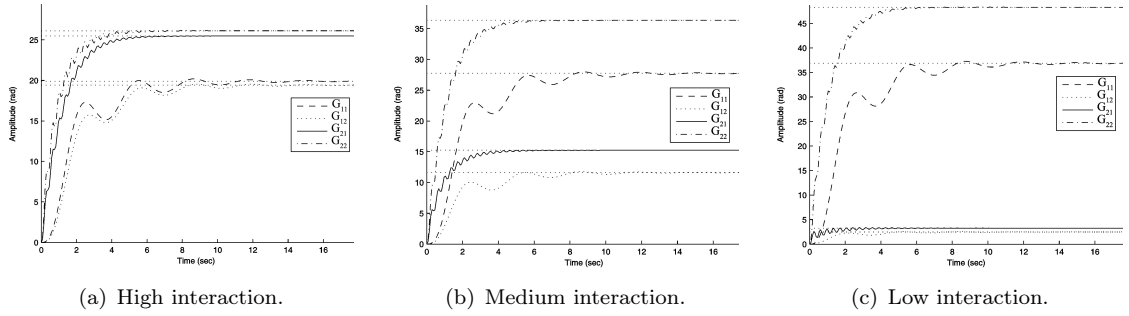 Amplitude (rad)
30
25
20
15
10
5
0
0 2 4 6 8 10 12 14 16
Time (sec)
G11
G12
G21
G22
(a) High interaction.
Amplitude (rad)
35
30
25
20
15
10
5
0
0 2 4 6 8 10 12 14 16
Time (sec)
G11
G12
G21
G22
(b) Medium interaction.
Amplitude (rad)
45
40
35
30
25
20
15
10
5
0
0 2 4 6 8 10 12 14 16
Time (sec)
G11
G12
G21
G22
(c) Low interaction.